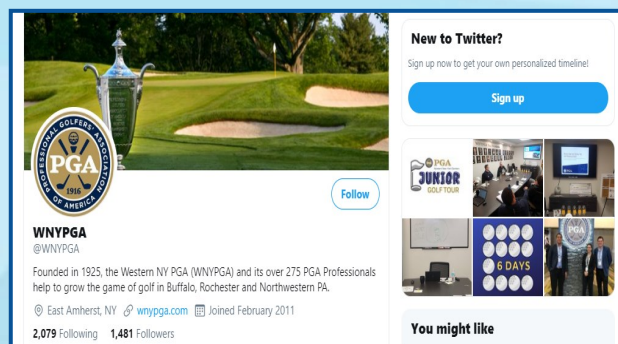 PROFESSIONAL GOLFERS' ASSOCIATION OF AMERICA
PGA
1916
Follow
WNYPGA
@WNYPGA
Founded in 1925, the Western NY PGA (WNYPGA) and its over 275 PGA Professionals
help to grow the game of golf in Buffalo, Rochester and Northwestern PA.
East Amherst, NY wnypga.com Joined February 2011
2,079 Following 1,481 Followers
New to Twitter?
Sign up now to get your own personalized timeline!
Sign up
PGA
JUNIOR
GOLF TOUR
6 DAYS
PGA
You might like